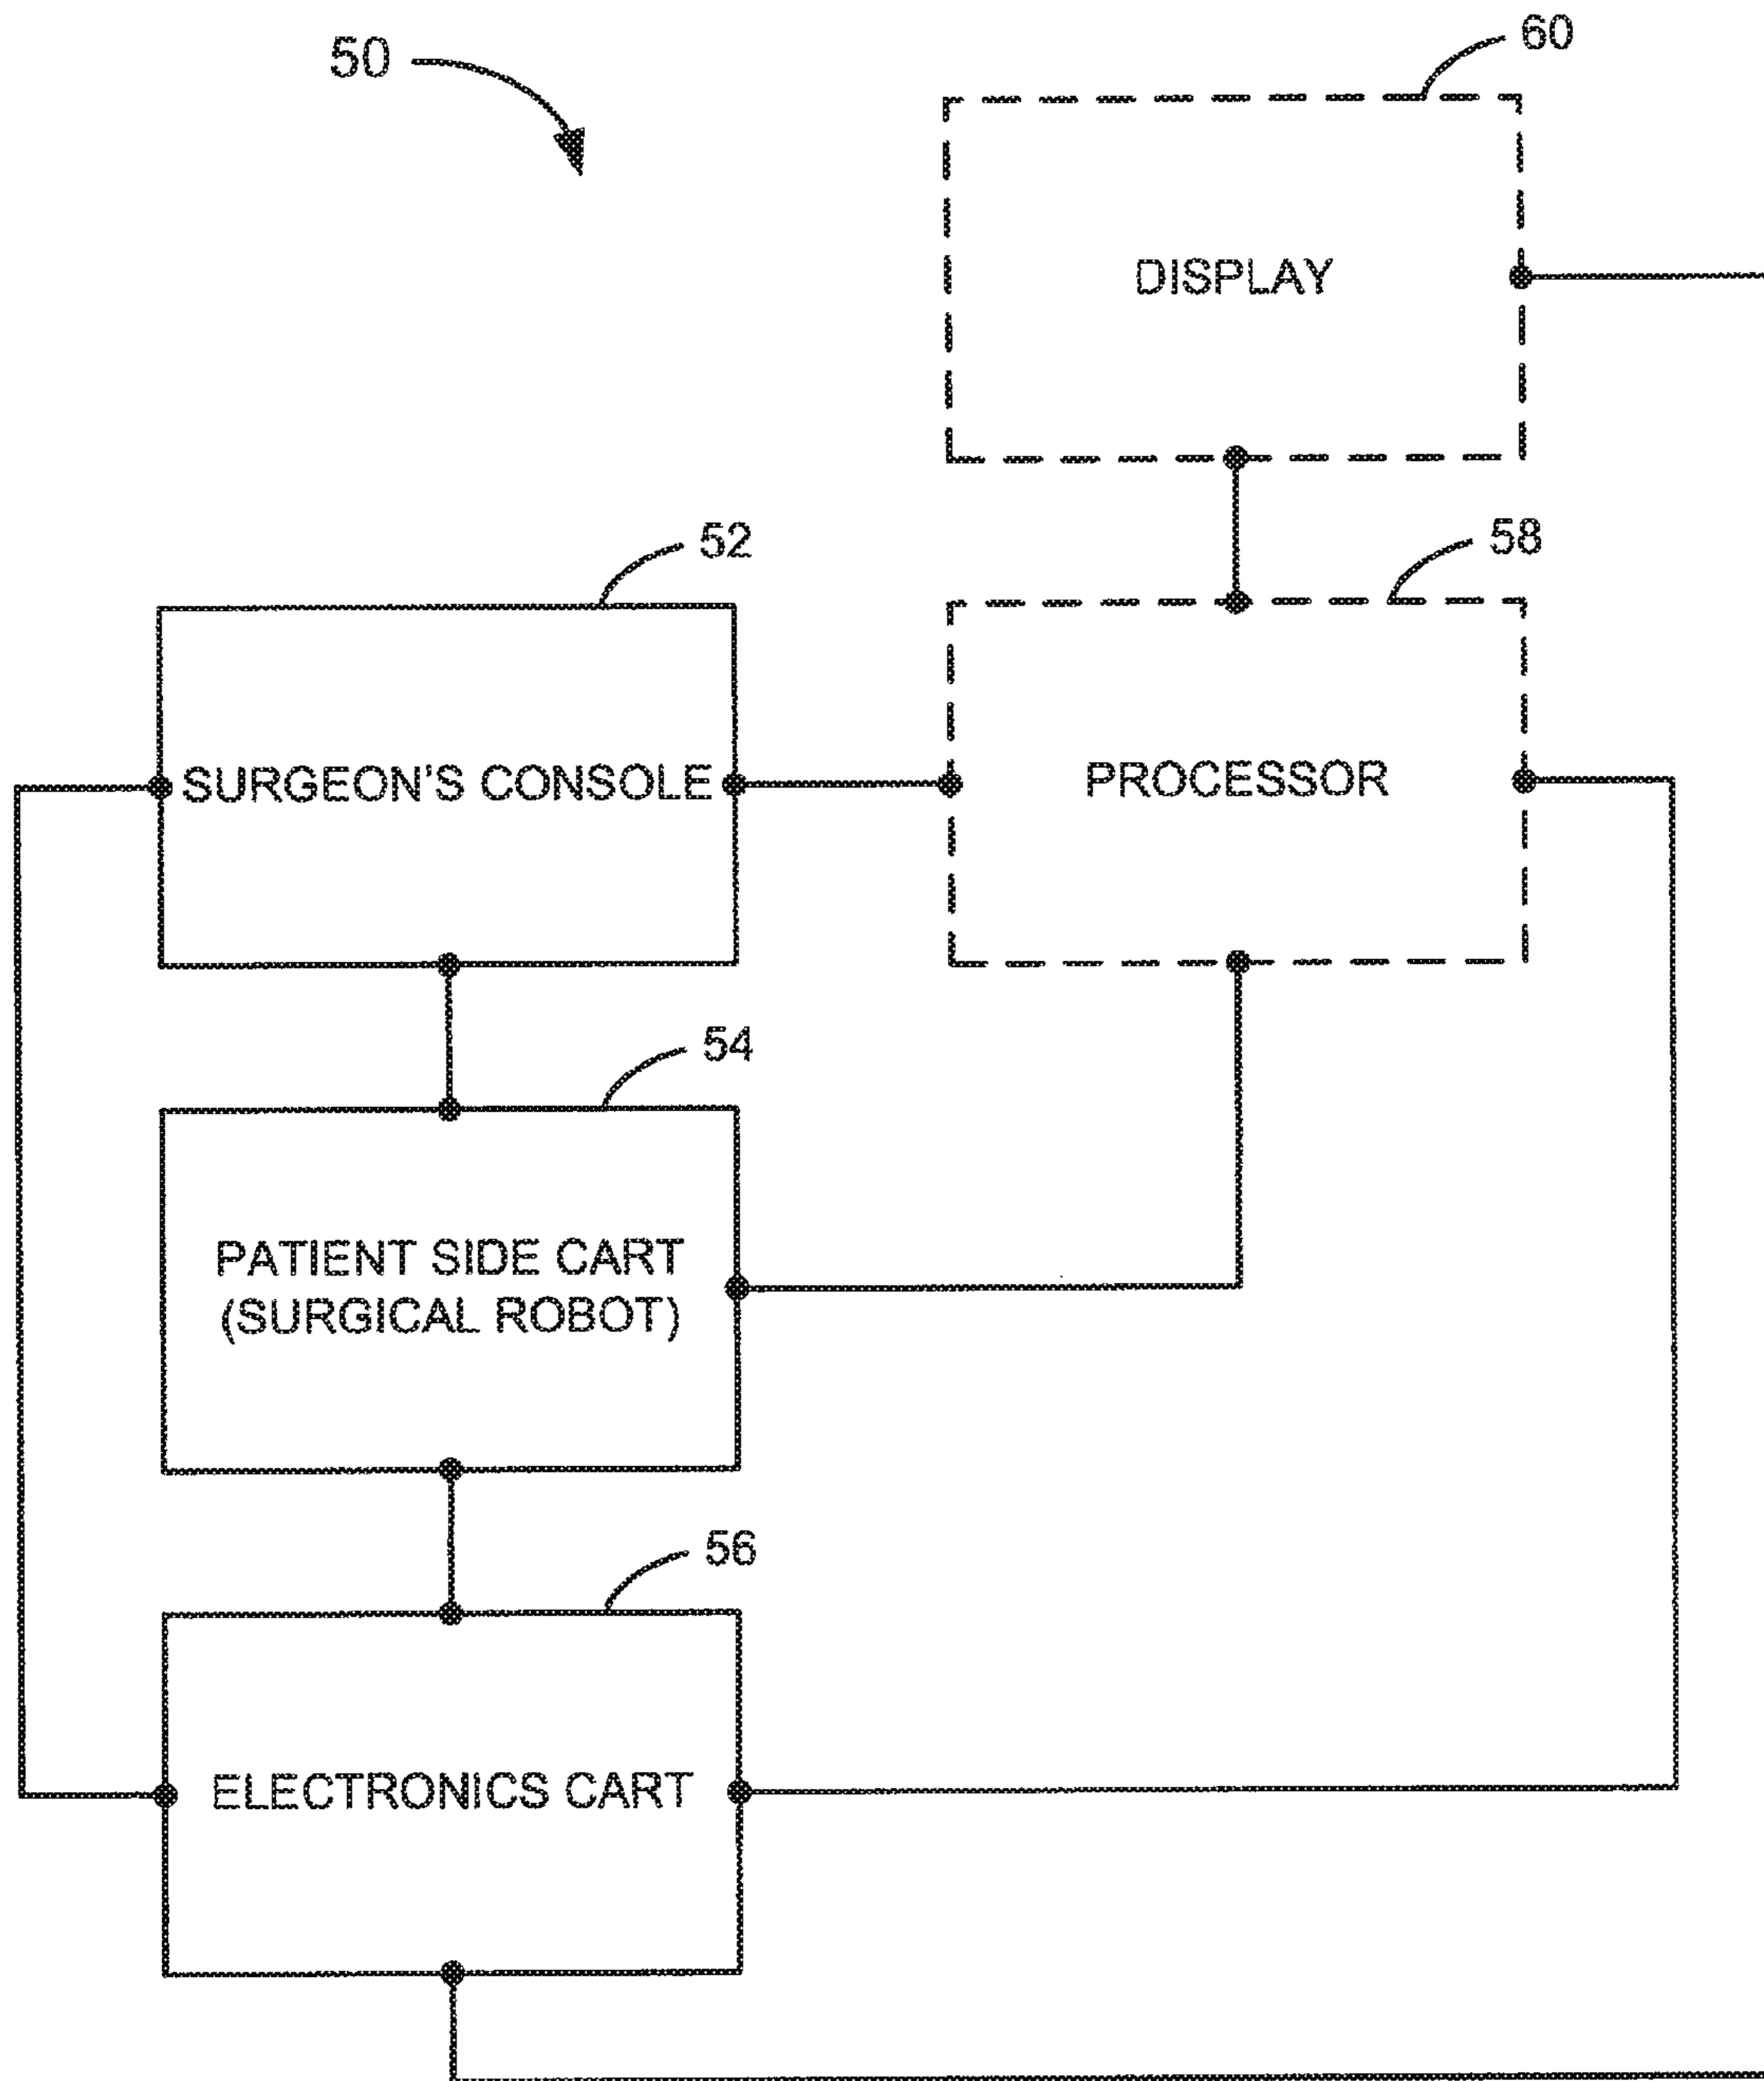 50
60
DISPLAY
52
58
SURGEON'S CONSOLE
PROCESSOR
54
PATIENT SIDE CART
(SURGICAL ROBOT)
56
ELECTRONICS CART